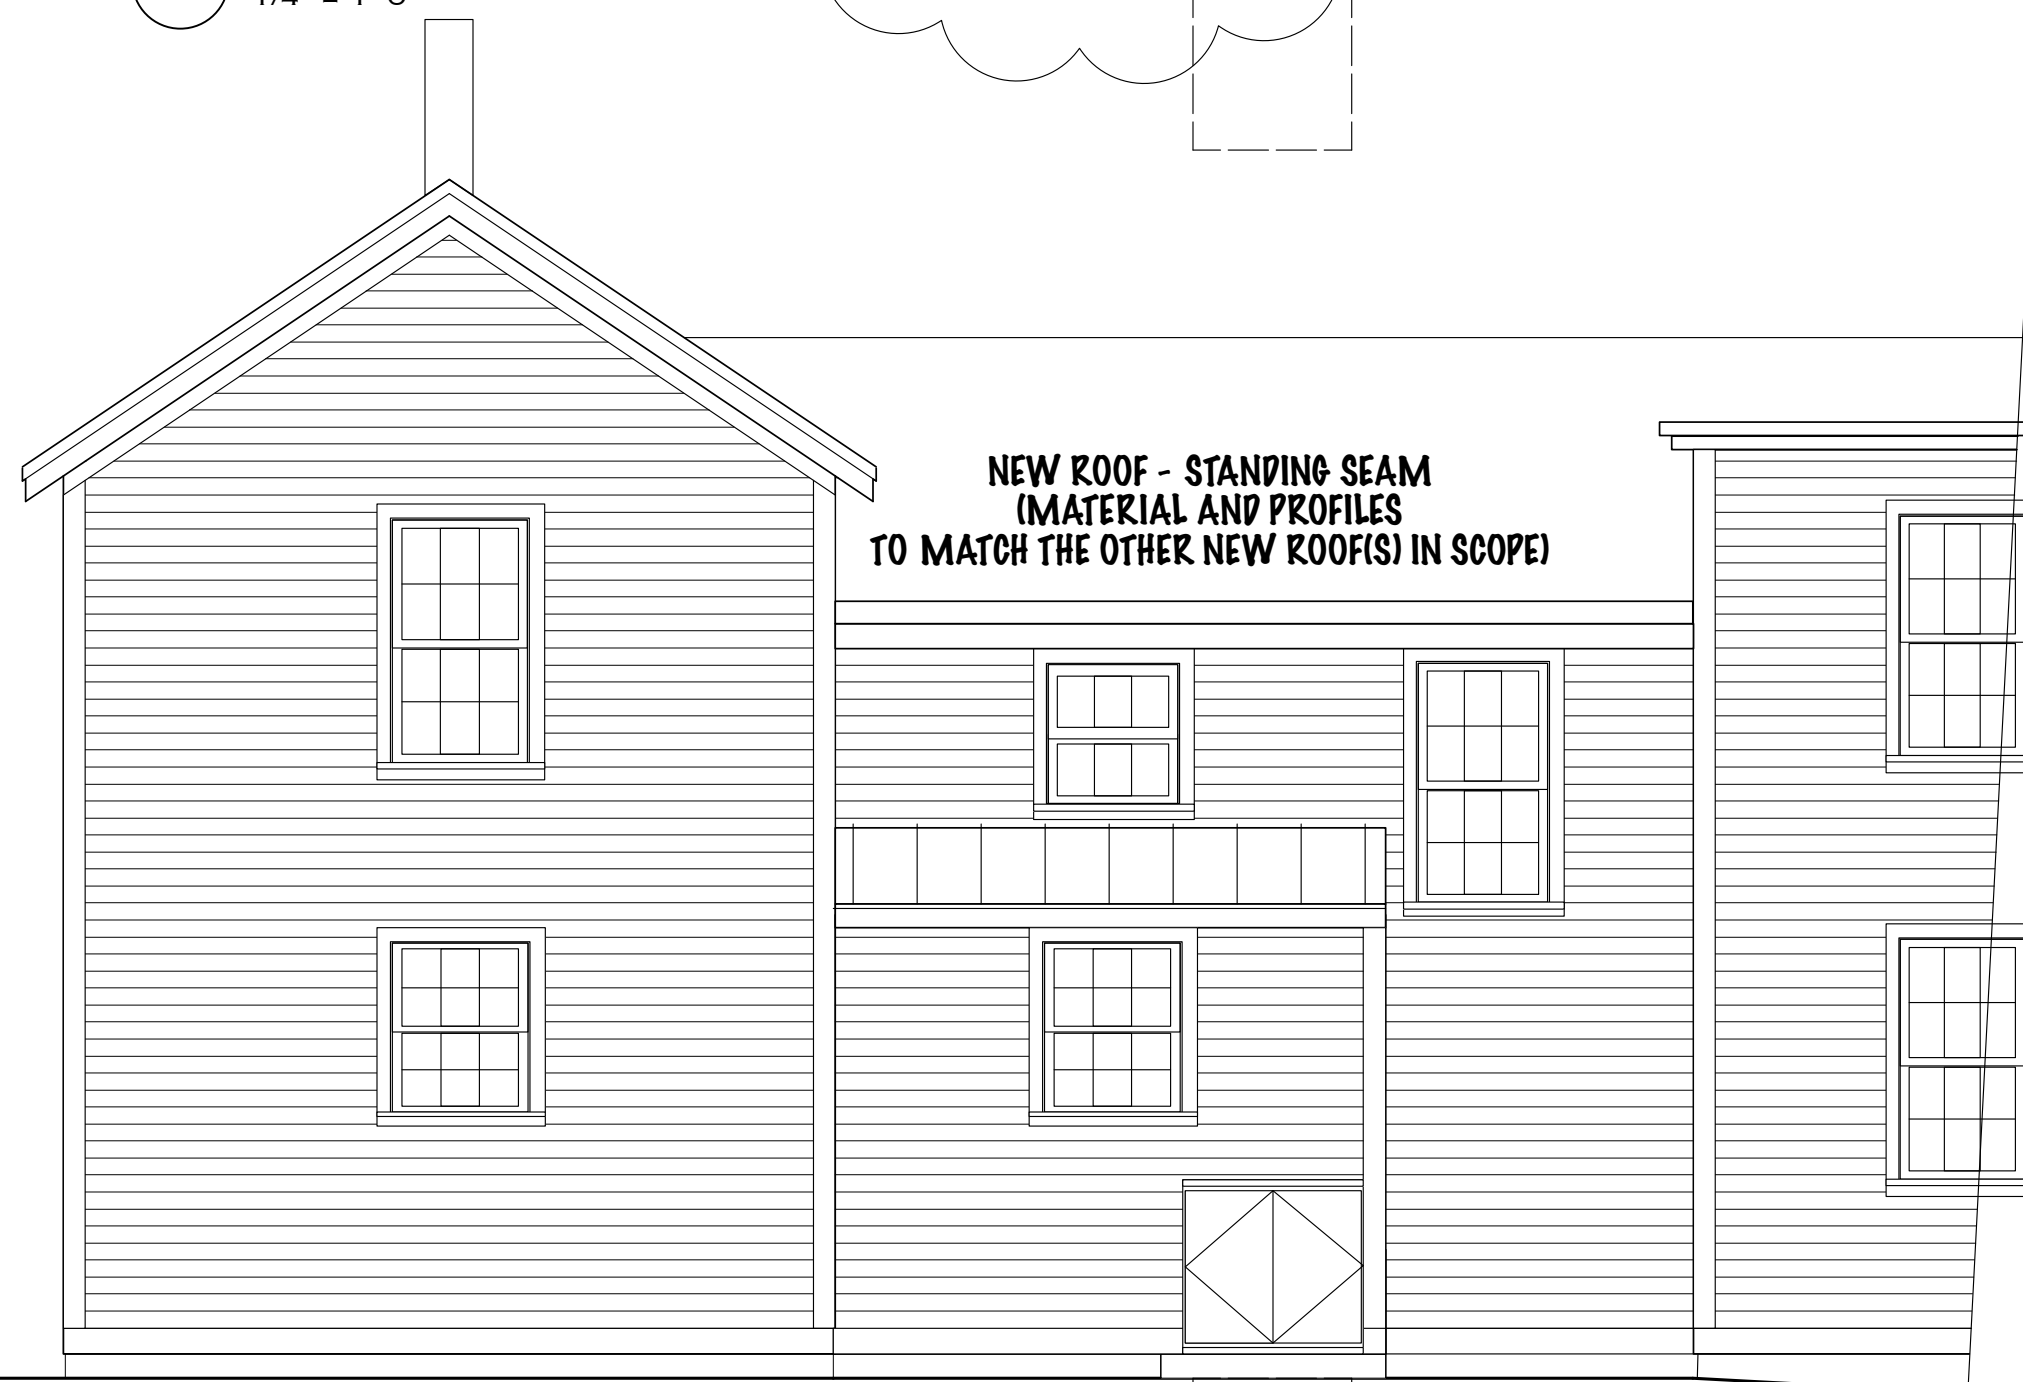 NEW ROOF - STANDING SEAM
(MATERIAL AND PROFILES
TO MATCH THE OTHER NEW ROOF(S) IN SCOPE)